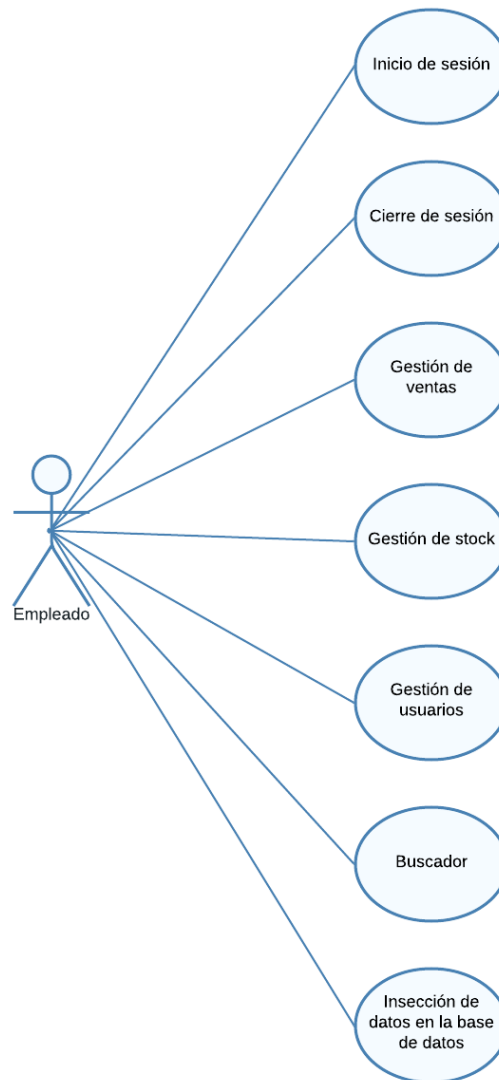 Inicio de sesión
Cierre de sesión
Gestión de
ventas
Gestión de stock
Empleado
Gestión de
usuarios
Buscador
Insección de
datos en la base
de datos